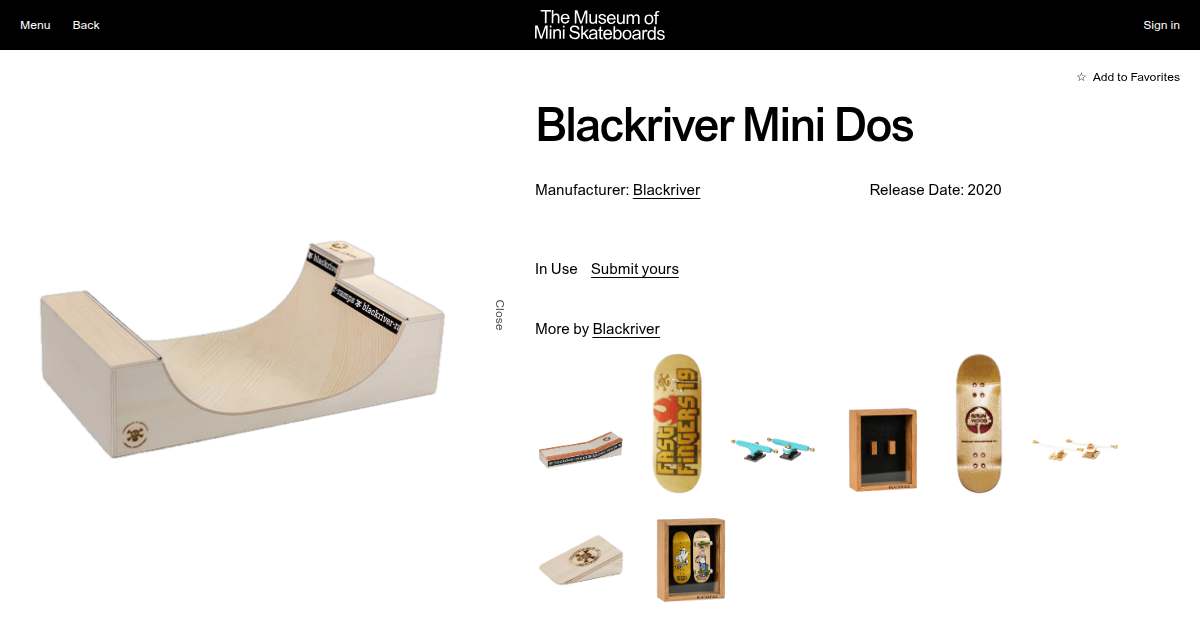 Menu
Back
The Museum of
Mini Skateboards
Sign in
☆ Add to Favorites
Blackriver Mini Dos
Manufacturer: Blackriver
Release Date: 2020
In Use Submit yours
Close
More by Blackriver
FAST
FINGERS 19